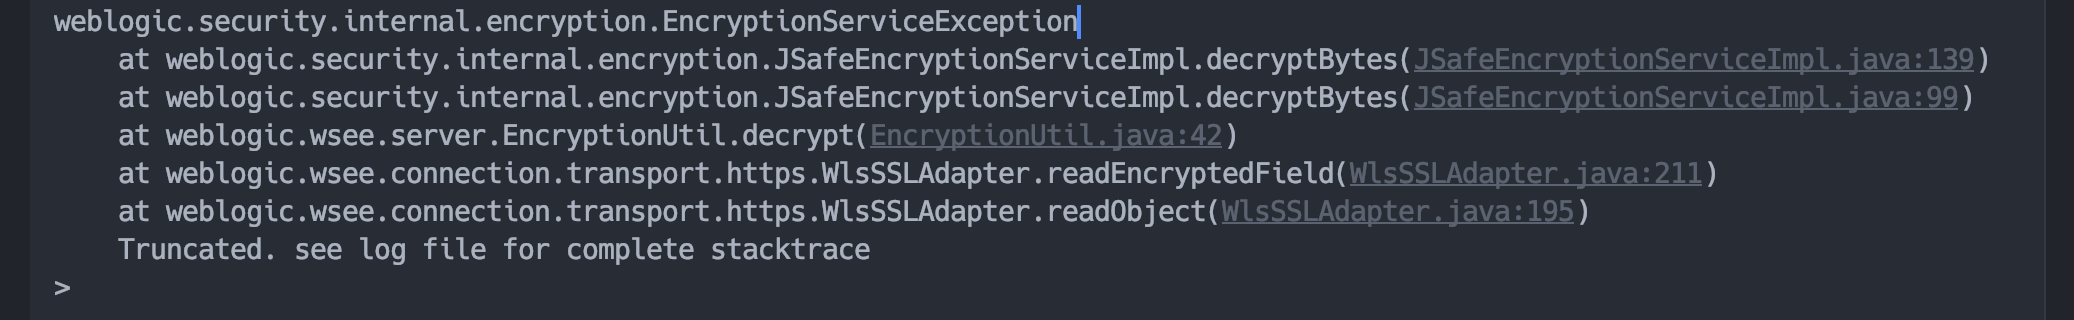 weblogic.security.internal.encryption.EncryptionServiceException
at weblogic.security.internal.encryption.JSafeEncryptionServiceImpl.decryptBytes(JSafeEncryptionServiceImpl.java:139)
at weblogic.security.internal.encryption.JSafeEncryptionServiceImpl.decryptBytes(JSafeEncryptionServiceImpl.java:99)
at weblogic.wsee.server.EncryptionUtil.decrypt(EncryptionUtil.java:42)
at weblogic.wsee.connection.transport.https.WlsSSLAdapter.readEncryptedField(WlsSSLAdapter.java:211)
at weblogic.wsee.connection.transport.https.WlsSSLAdapter.readObject(WlsSSLAdapter.java:195)
Truncated. see log file for complete stacktrace
>